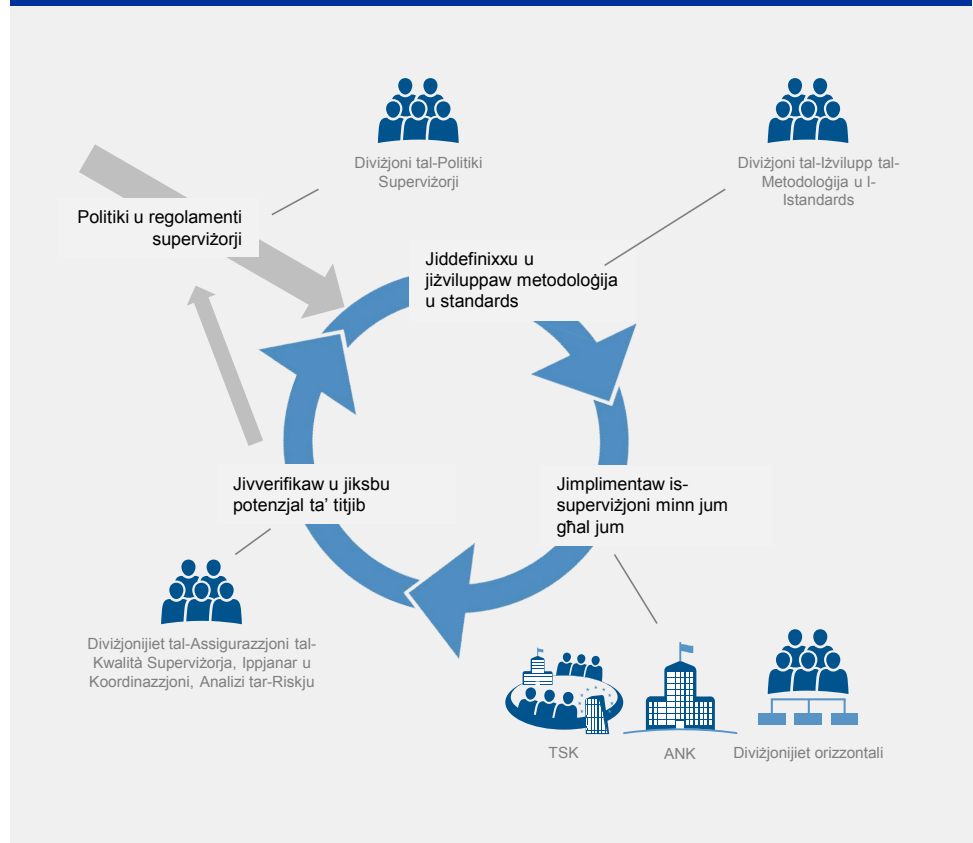 Diviżjoni tal-Politiki
Superviżorji
Diviżjoni tal-Iżvilupp tal-
Metodoloġija u l-
Istandards
Politiki u regolamenti
superviżorji
Jiddefinixxu u
jiżviluppaw metodoloġija
u standards
Jivverifikaw u jiksbu
potenzjal ta’ titjib
Jimplimentaw is-
superviżjoni minn jum
għal jum
Diviżjonijiet tal-Assigurazzjoni tal-
Kwalità Superviżorja, Ippjanar u
Koordinazzjoni, Analizi tar-Riskju
TSK
ANK
Diviżjonijiet orizzontali